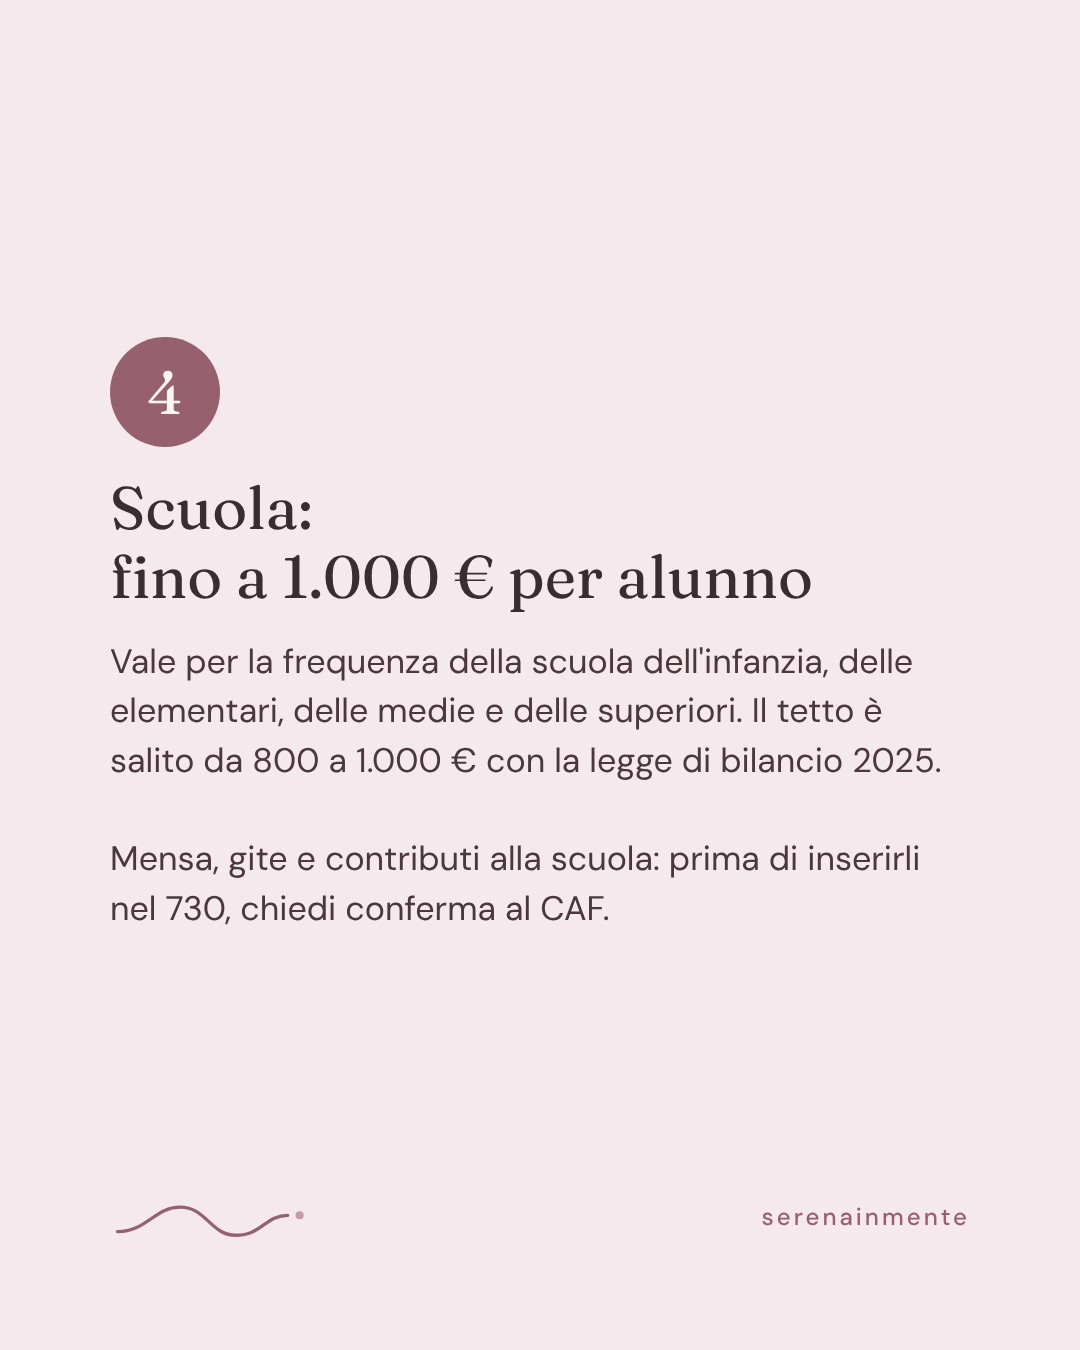 4
Scuola:
fino a 1.000 € per alunno
Vale per la frequenza della scuola dell'infanzia, delle
elementari, delle medie e delle superiori. Il tetto è
salito da 800 a 1.000 € con la legge di bilancio 2025.
Mensa, gite e contributi alla scuola: prima di inserirli
nel 730, chiedi conferma al CAF.
serenainmente